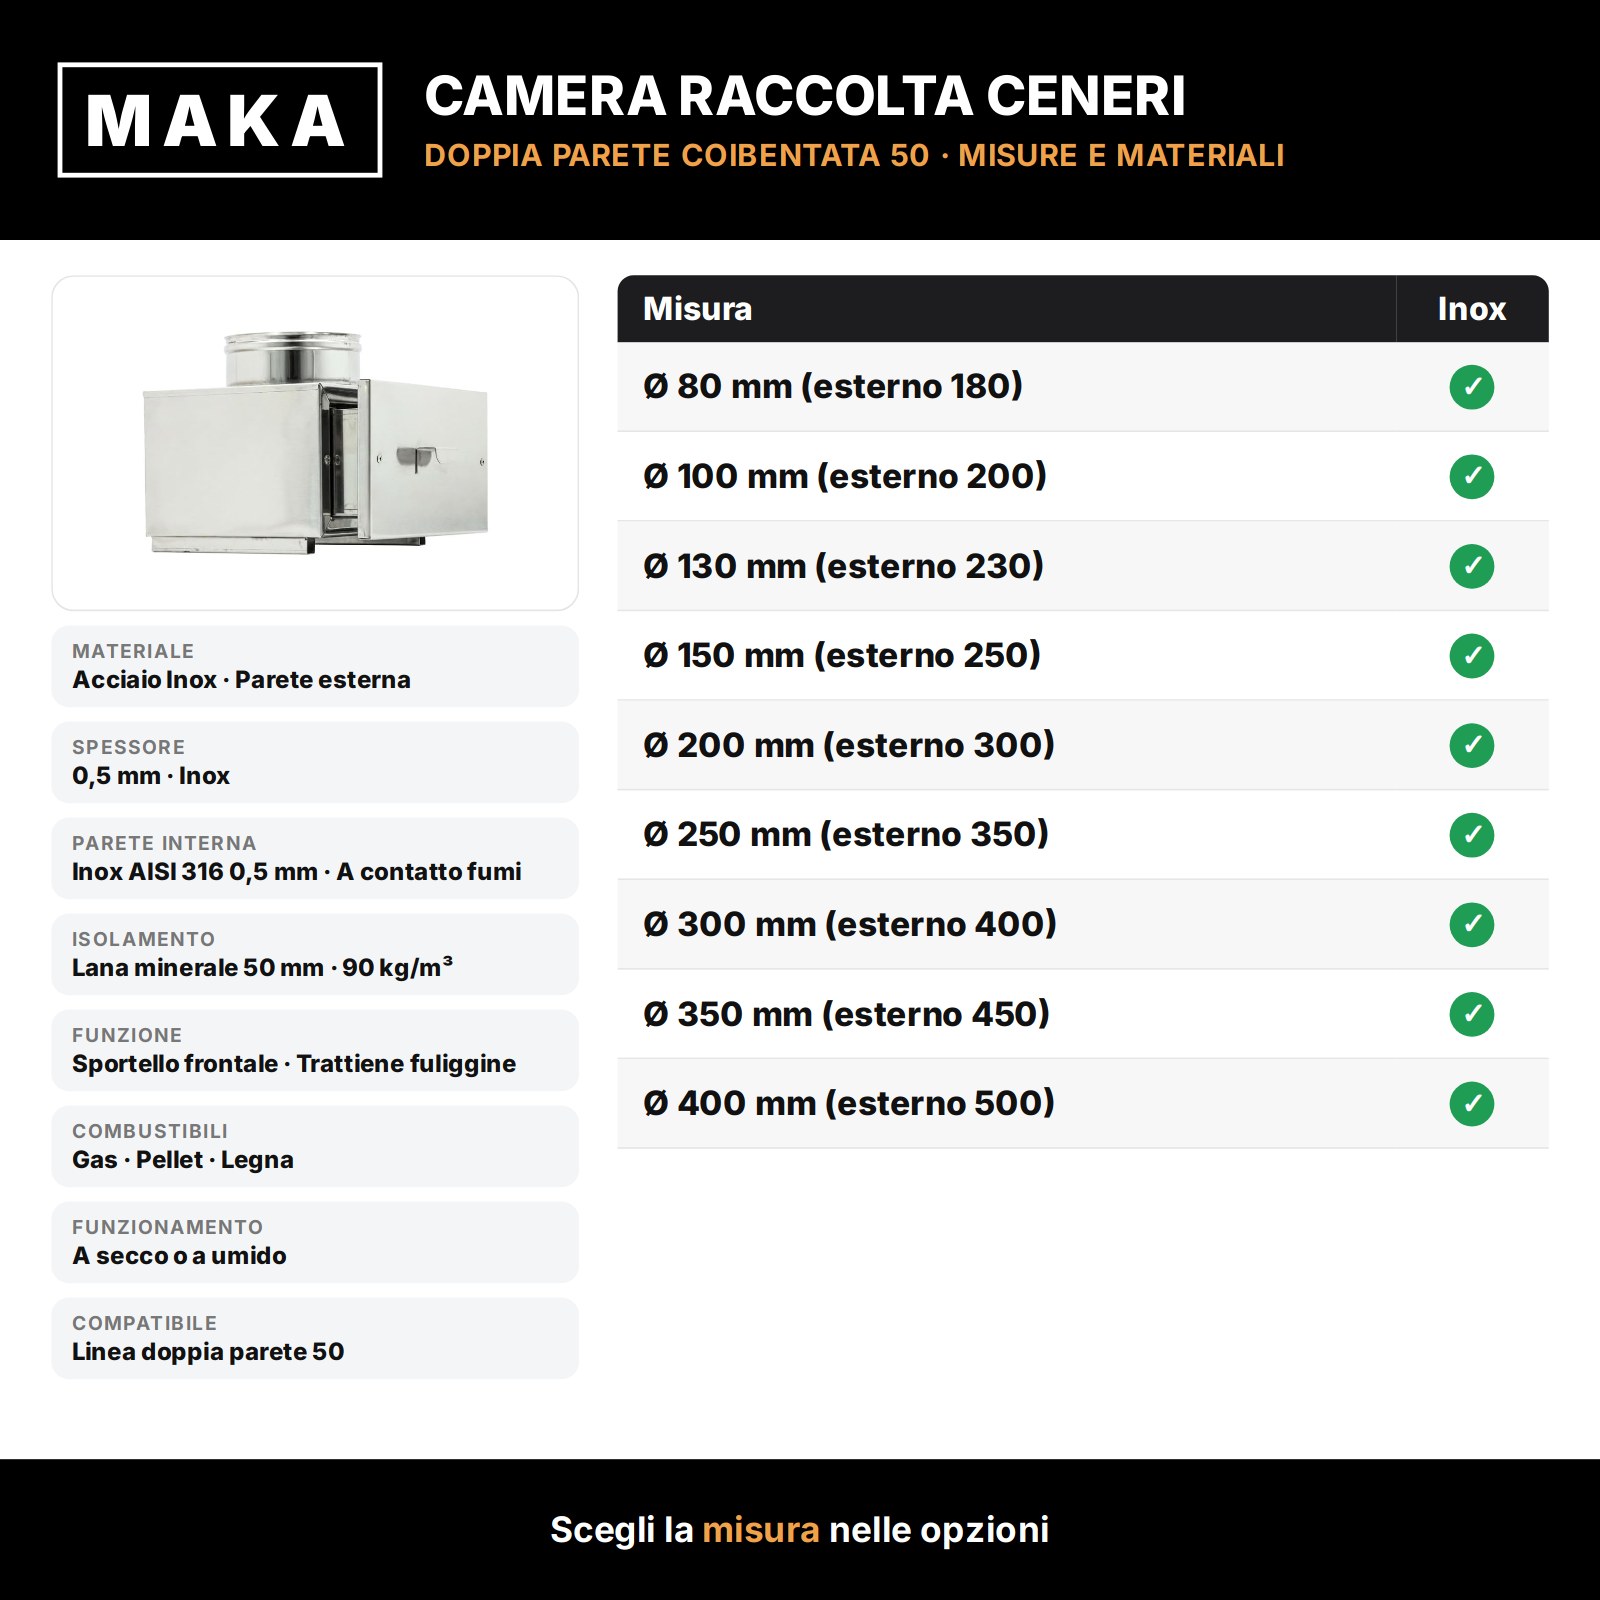 MAKA
CAMERA RACCOLTA CENERI
DOPPIA PARETE COIBENTATA 50 · MISURE E MATERIALI
MATERIALE
Acciaio Inox · Parete esterna
SPESSORE
0,5 mm · Inox
PARETE INTERNA
Inox AISI 316 0,5 mm · A contatto fumi
ISOLAMENTO
Lana minerale 50 mm · 90 kg/m³
FUNZIONE
Sportello frontale · Trattiene fuliggine
COMBUSTIBILI
Gas · Pellet · Legna
FUNZIONAMENTO
A secco o a umido
COMPATIBILE
Linea doppia parete 50
Misura Inox
Ø 80 mm (esterno 180) ✓
Ø 100 mm (esterno 200) ✓
Ø 130 mm (esterno 230) ✓
Ø 150 mm (esterno 250) ✓
Ø 200 mm (esterno 300) ✓
Ø 250 mm (esterno 350) ✓
Ø 300 mm (esterno 400) ✓
Ø 350 mm (esterno 450) ✓
Ø 400 mm (esterno 500) ✓
Scegli la misura nelle opzioni